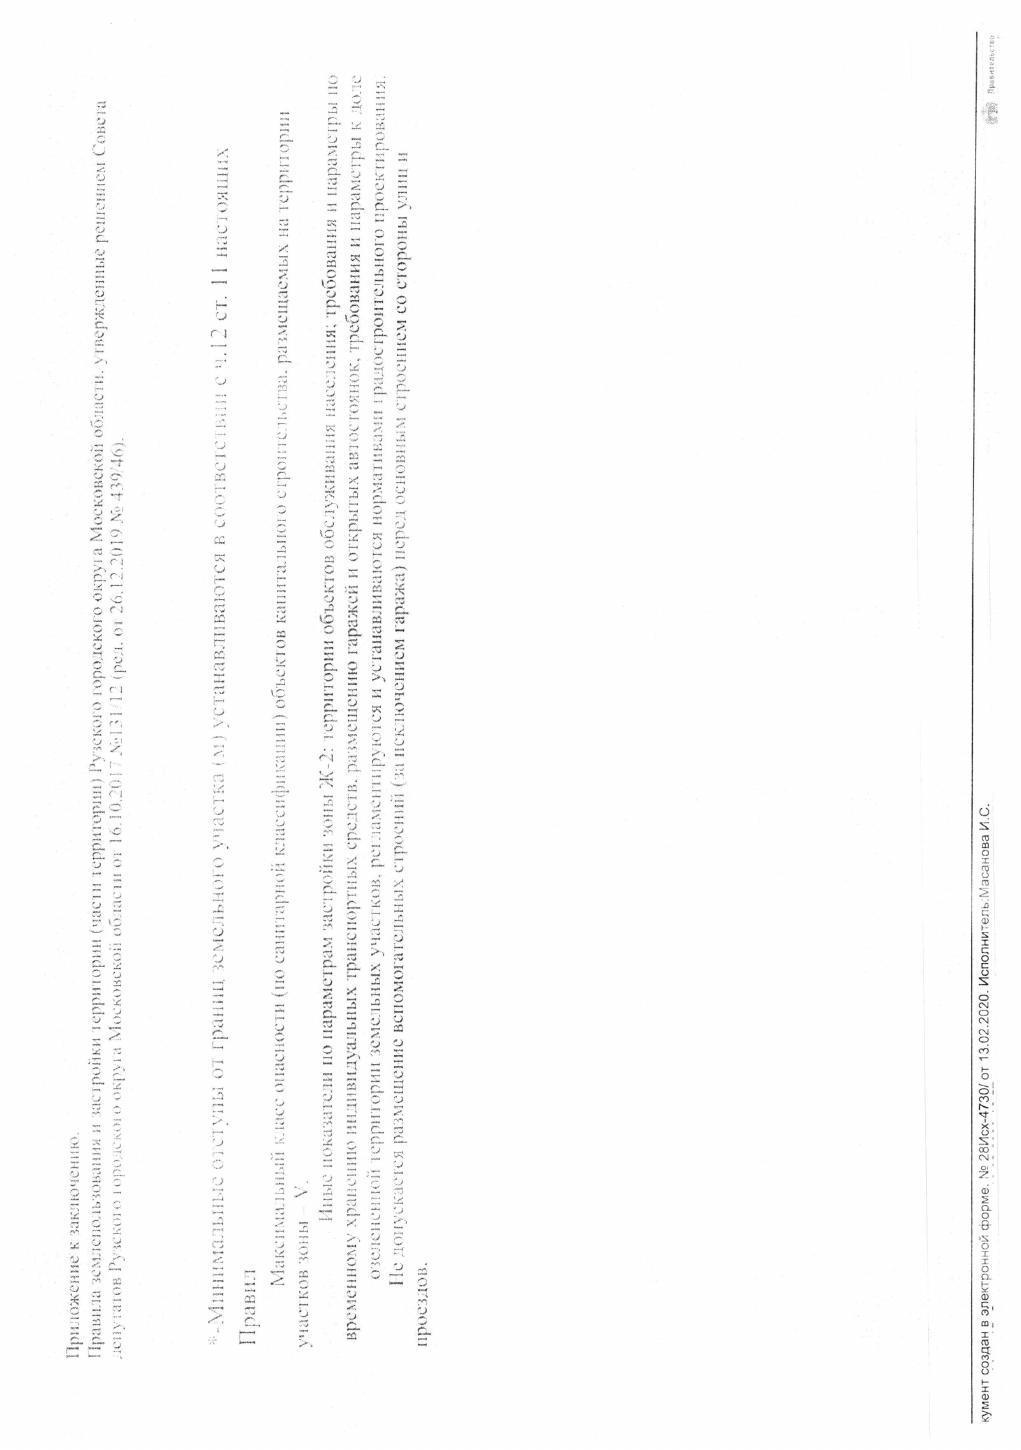 Приложение к заключению.
Правила землепользования и застройки территории (части территории) Рузского городского округа Московской области, утвержденные решением Совета
депутатов Рузского городского округа Московской области от 16.10.2017 №131/12 (ред. от 26.12.2019 № 439/46).
*-Минимальные отступы от границ земельного участка (м) устанавливаются в соответствии с ч.12 ст. 11 настоящих
Правил
Максимальный класс опасности (по санитарной классификации) объектов капитального строительства, размещаемых на территории
участков зоны – V.
Иные показатели по параметрам застройки зоны Ж-2: территории объектов обслуживания населения; требования и параметры по
временному хранению индивидуальных транспортных средств, размещению гаражей и открытых автостоянок, требования и параметры к доле
озелененной территории земельных участков, регламентируются и устанавливаются нормативами градостроительного проектирования.
Не допускается размещение вспомогательных строений (за исключением гаража) перед основным строением со стороны улиц и
проездов.
кумент создан в электронной форме. № 28Исх-4730/ от 13.02.2020. Исполнитель:Масанова И.С.
Правительство